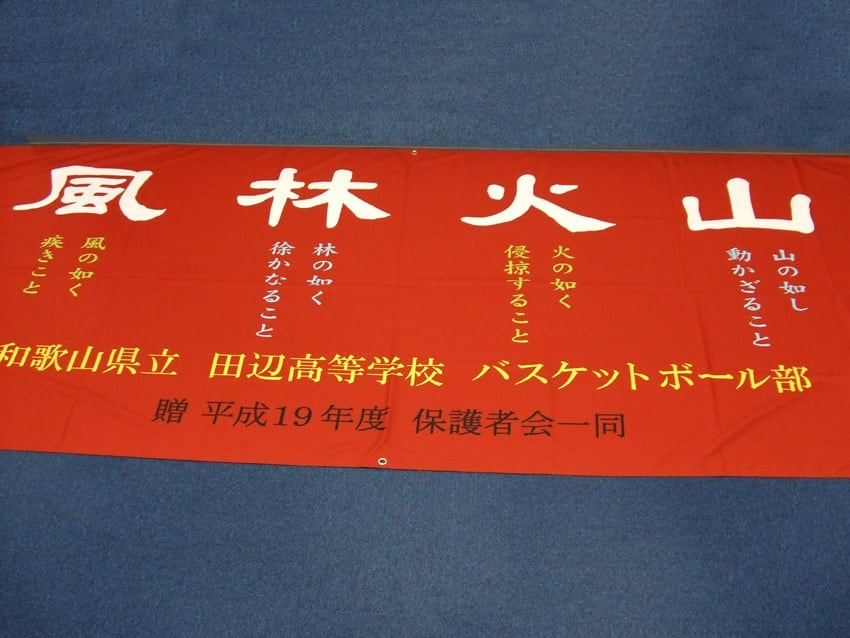 風林火山
風の如く
疾きこと
林の如く
徐かなること
火の如く
侵掠すること
山の如し
動かざること
和歌山県立 田辺高等学校 バスケットボール部
贈 平成19年度 保護者会一同